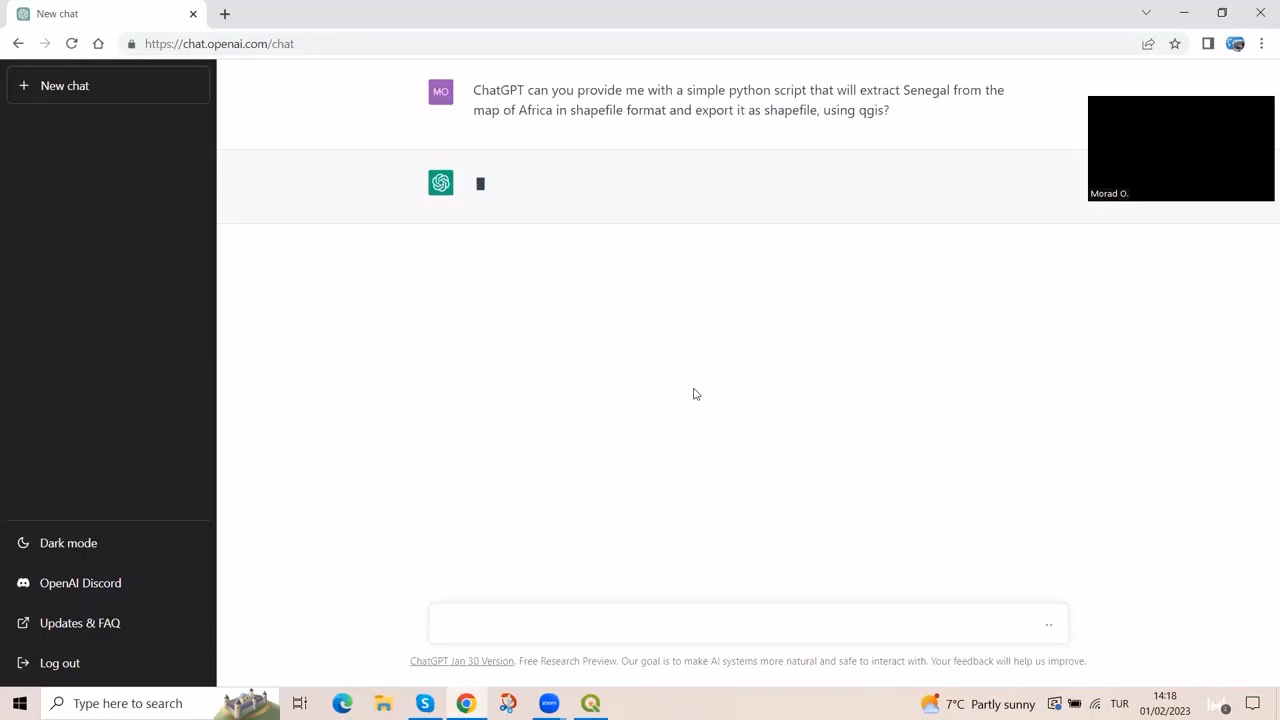 New chat
https://chat.openai.com/chat
New chat
MO
ChatGPT can you provide me with a simple python script that will extract Senegal from the
map of Africa in shapefile format and export it as shapefile, using qgis?
Morad O.
Dark mode
OpenAI Discord
Updates & FAQ
Log out
ChatGPT Jan 30 Version. Free Research Preview. Our goal is to make AI systems more natural and safe to interact with. Your feedback will help us improve.
Type here to search
zoom
7°C Partly sunny
TUR
14:18
01/02/2023